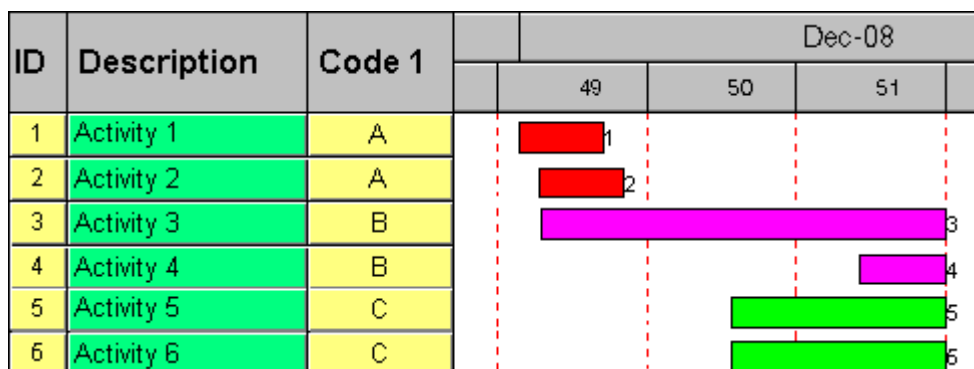 ID Description Code 1 Dec-08
49 50 51
1 Activity 1 A 1
2 Activity 2 A 2
3 Activity 3 B 3
4 Activity 4 B 4
5 Activity 5 C 5
6 Activity 6 C 6